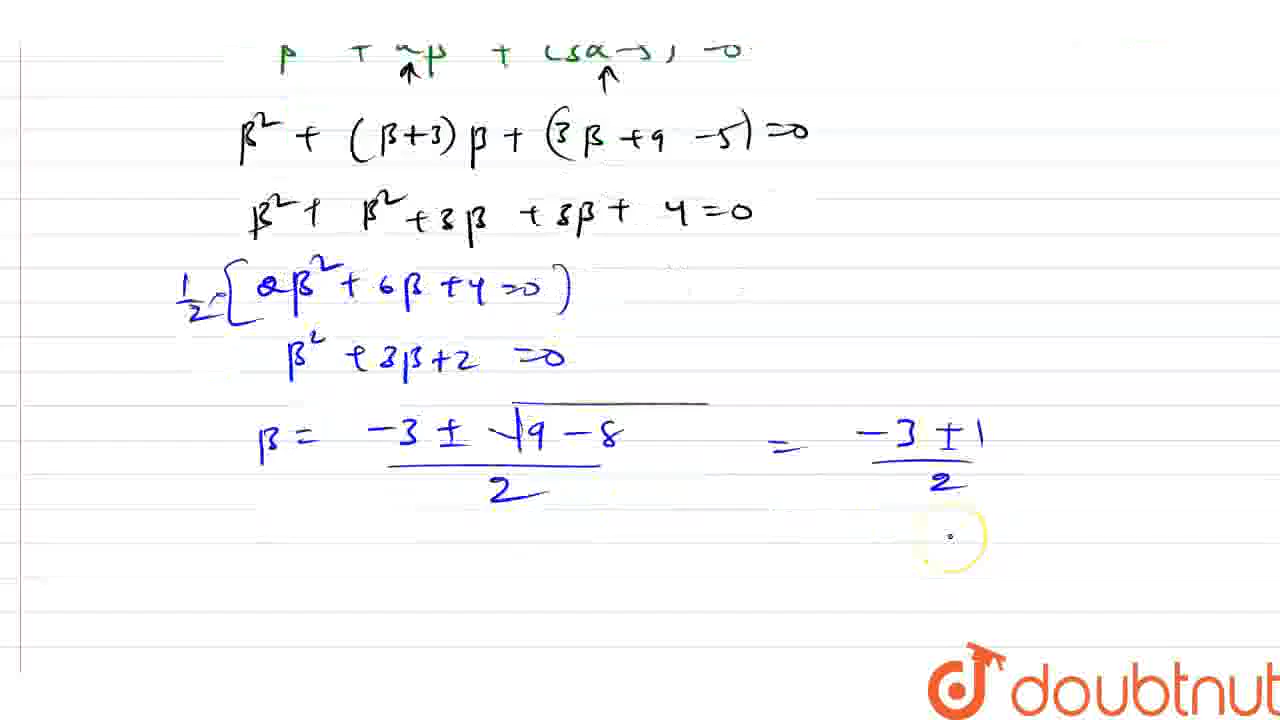 β² + (β+3)β + (3β+9 -5) =0
β² + β² +3β +3β + 4 =0
1/2 [2β² + 6β +4 =0]
β² + 3β+2 =0
β = (-3 ± √9 - 8)/2 = (-3 ± 1)/2
doubtnut